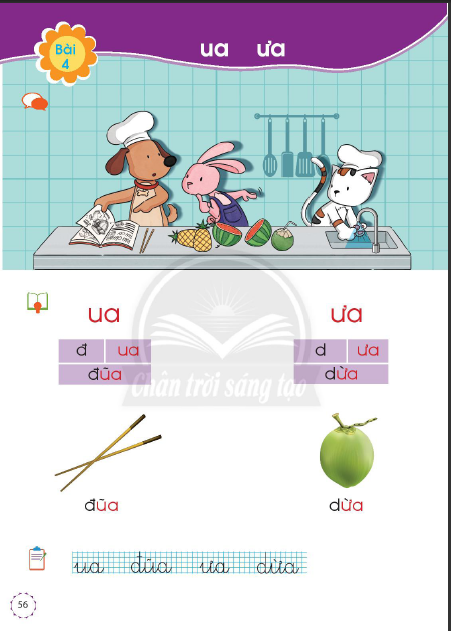 Bài
4
ua ưa
ua ưa
đ ua d ưa
đũa dừa
Chân trời sáng tạo
đũa dừa
ua đũa ưa dừa
56